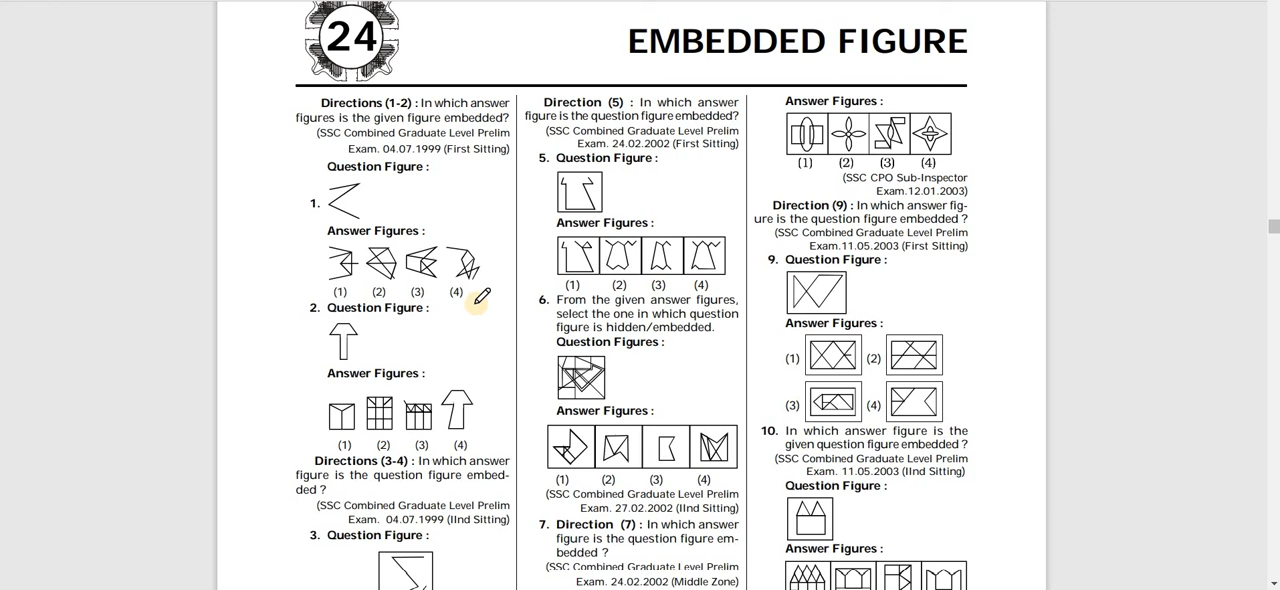 24
EMBEDDED FIGURE
Directions (1-2) : In which answer
figures is the given figure embedded?
(SSC Combined Graduate Level Prelim
Exam. 04.07.1999 (First Sitting)
Question Figure :
1.
Answer Figures :
(1) (2) (3) (4)
2. Question Figure :
Answer Figures :
(1) (2) (3) (4)
Directions (3-4) : In which answer
figure is the question figure embed-
ded ?
(SSC Combined Graduate Level Prelim
Exam. 04.07.1999 (IInd Sitting)
3. Question Figure :
Direction (5) : In which answer
figure is the question figure embedded?
(SSC Combined Graduate Level Prelim
Exam. 24.02.2002 (First Sitting)
5. Question Figure :
Answer Figures :
(1) (2) (3) (4)
6. From the given answer figures,
select the one in which question
figure is hidden/embedded.
Question Figures :
Answer Figures :
(1) (2) (3) (4)
(SSC Combined Graduate Level Prelim
Exam. 27.02.2002 (IInd Sitting)
7. Direction (7) : In which answer
figure is the question figure em-
bedded ?
(SSC Combined Graduate Level Prelim
Exam. 24.02.2002 (Middle Zone)
Answer Figures :
(1) (2) (3) (4)
(SSC CPO Sub-Inspector
Exam.12.01.2003)
Direction (9) : In which answer fig-
ure is the question figure embedded ?
(SSC Combined Graduate Level Prelim
Exam.11.05.2003 (First Sitting)
9. Question Figure :
Answer Figures :
(1) (2)
(3) (4)
10. In which answer figure is the
given question figure embedded ?
(SSC Combined Graduate Level Prelim
Exam. 11.05.2003 (IInd Sitting)
Question Figure :
Answer Figures :